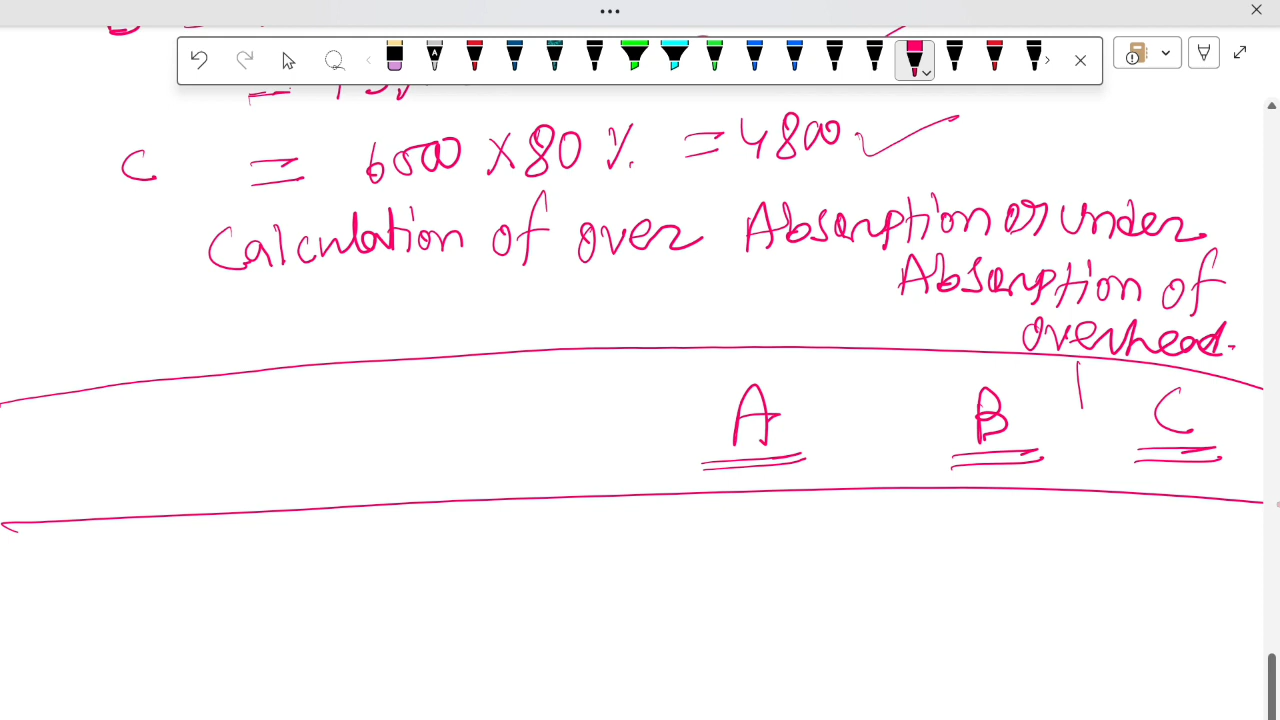 C = 6000 × 80 % = 4800 ✓
Calculation of over Absorption or under
Absorption of
overhead.
A B C